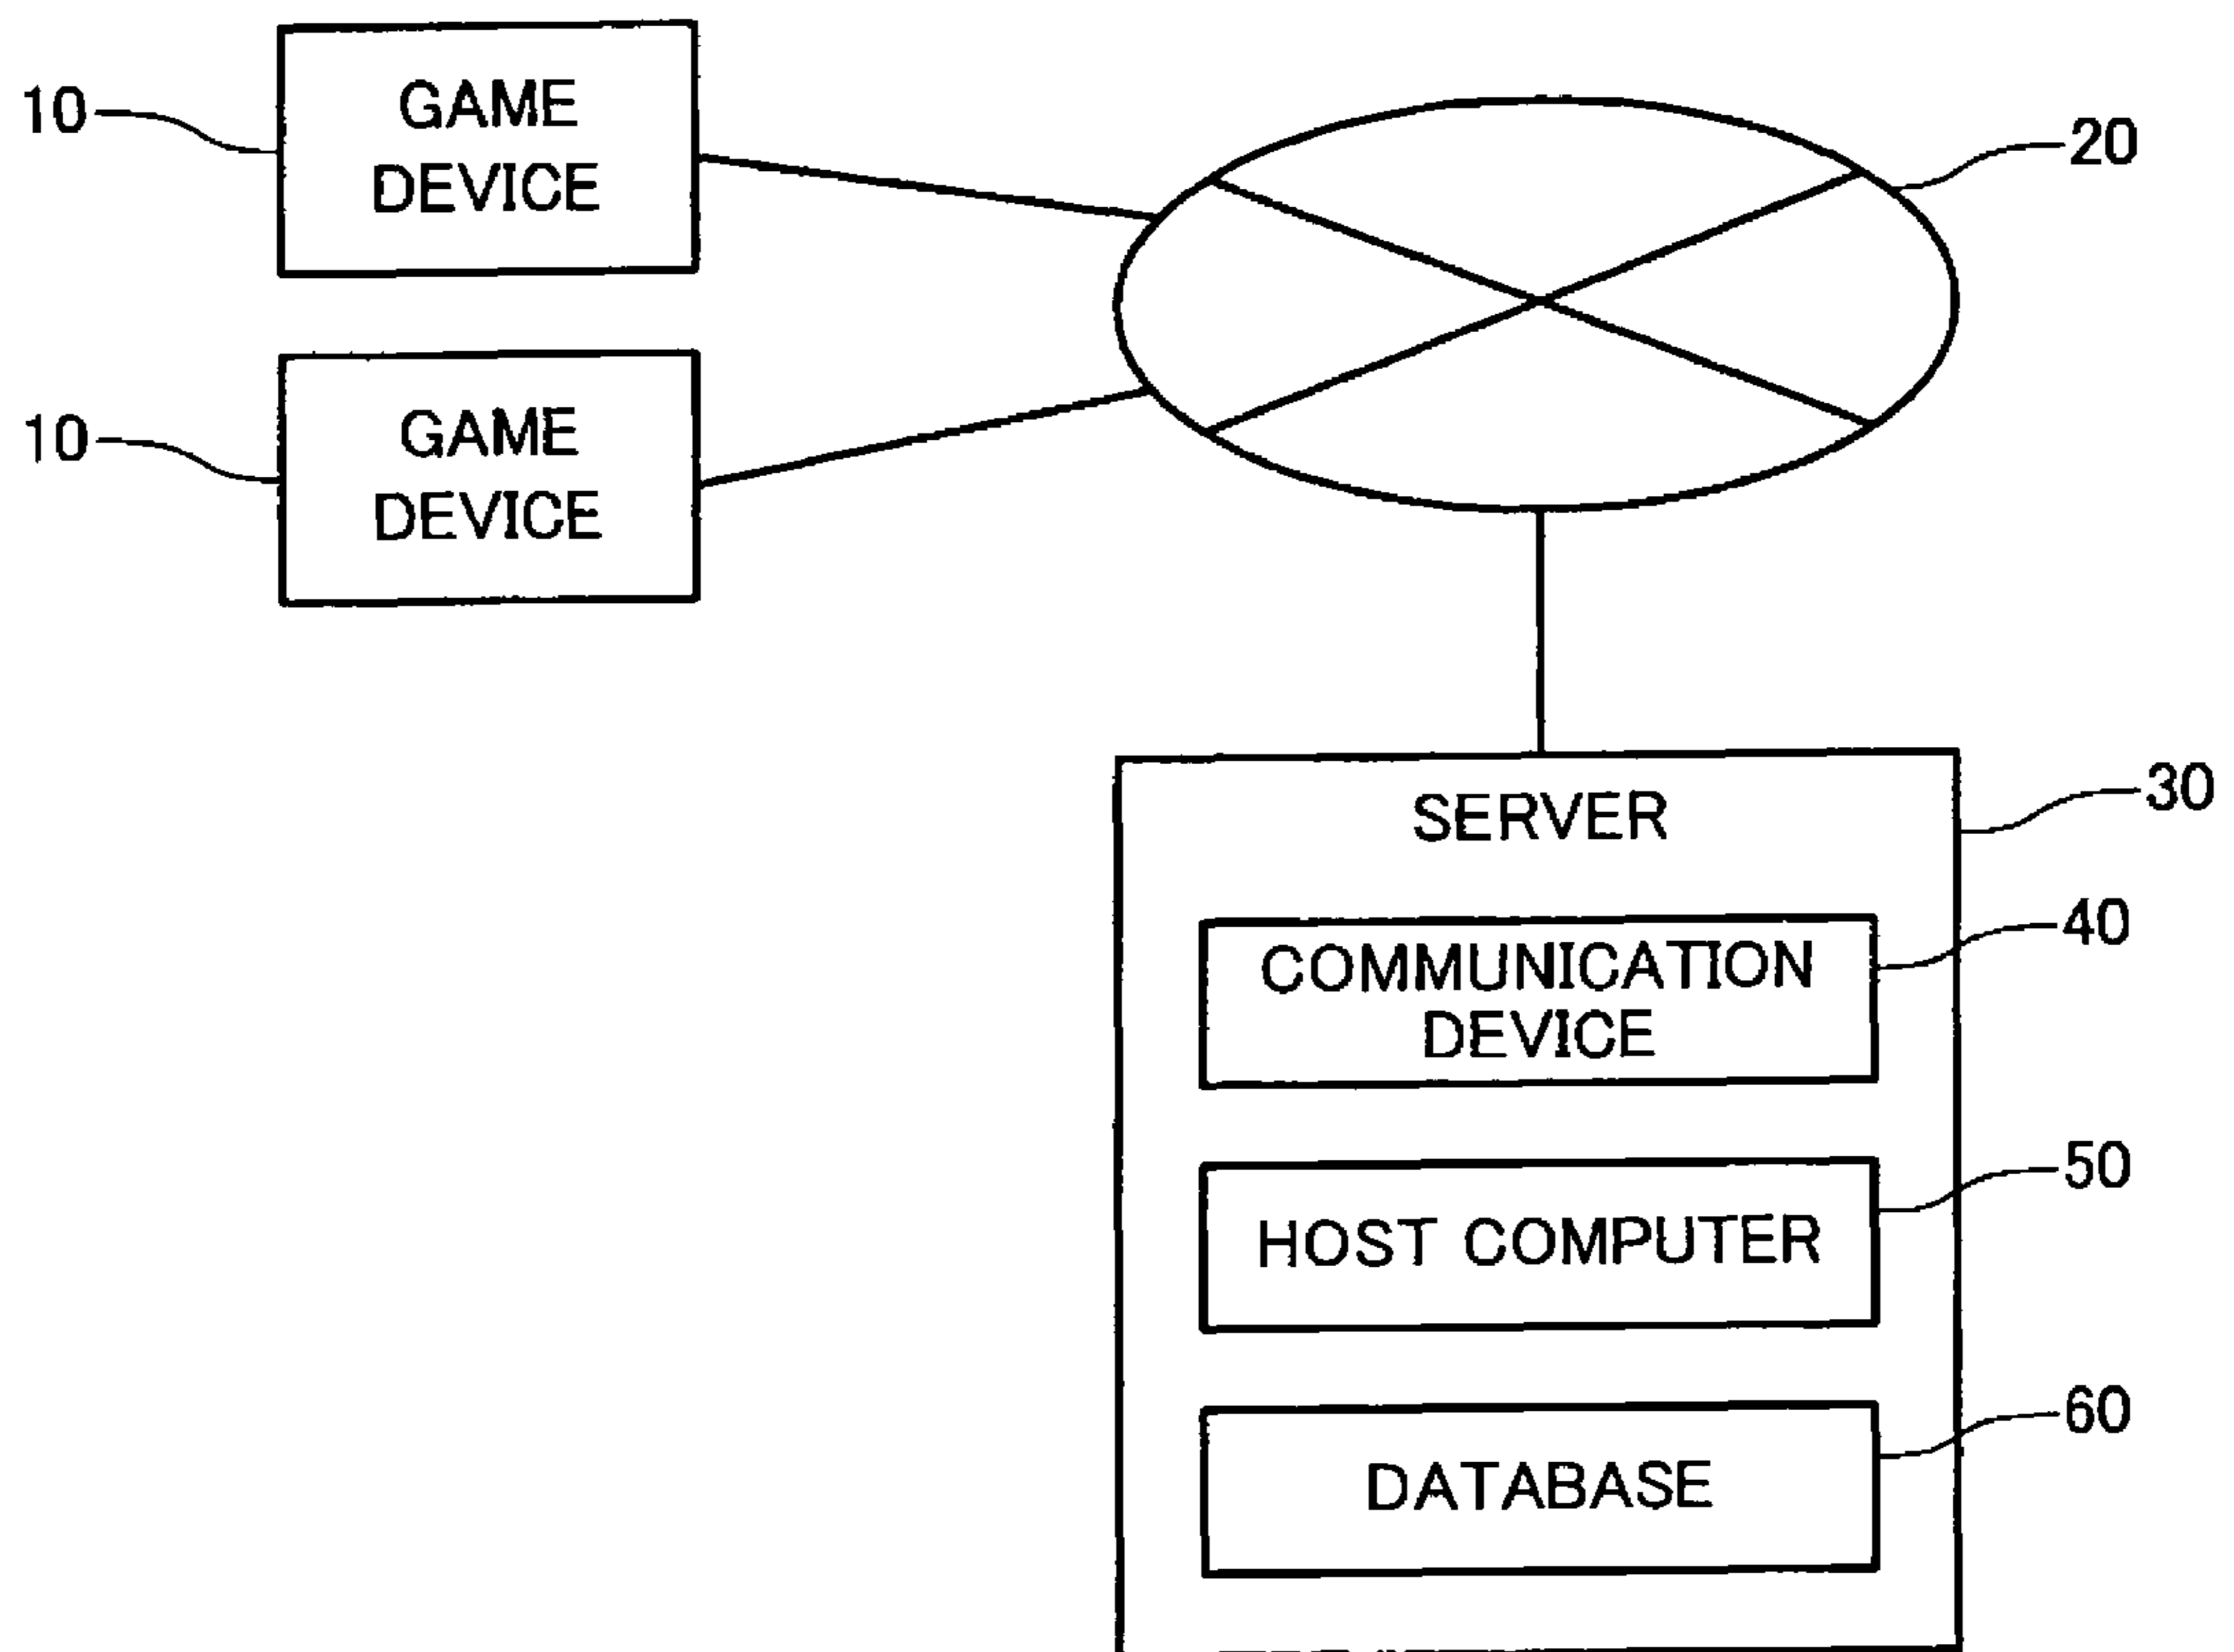 10
GAME
DEVICE
20
10
GAME
DEVICE
SERVER
30
COMMUNICATION
DEVICE
40
HOST COMPUTER
50
DATABASE
60